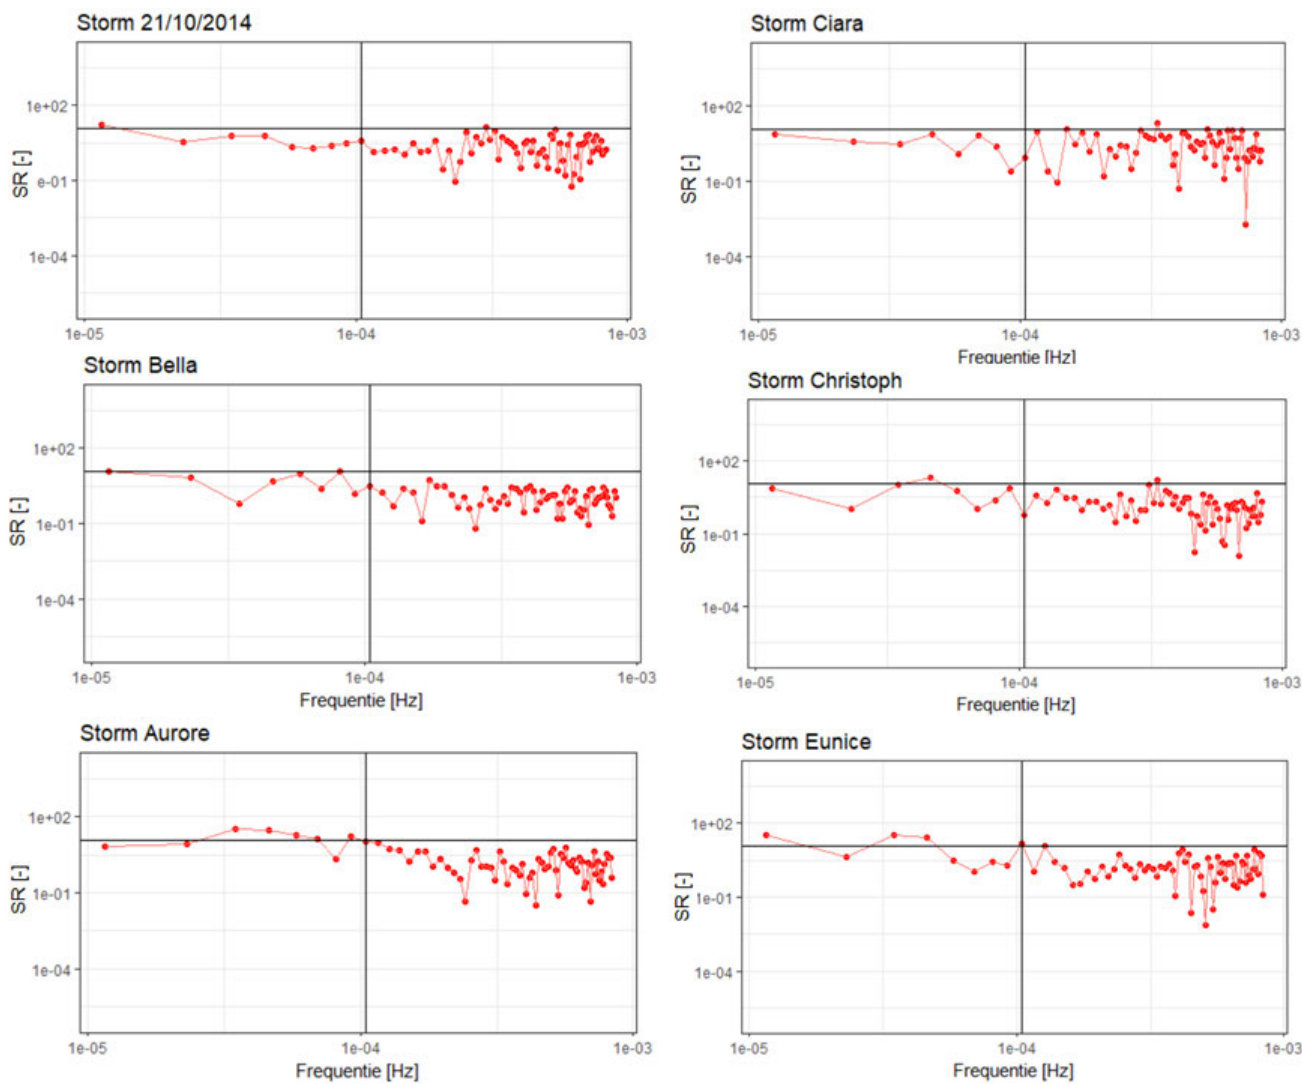 Storm 21/10/2014
SR [-]
1e+02
e-01
1e-04
1e-05
1e-04
1e-03
Storm Ciara
SR [-]
1e+02
1e-01
1e-04
1e-05
1e-04
1e-03
Frequentie [Hz]
Storm Bella
SR [-]
1e+02
1e-01
1e-04
1e-05
1e-04
1e-03
Frequentie [Hz]
Storm Christoph
SR [-]
1e+02
1e-01
1e-04
1e-05
1e-04
1e-03
Frequentie [Hz]
Storm Aurore
SR [-]
1e+02
1e-01
1e-04
1e-05
1e-04
1e-03
Frequentie [Hz]
Storm Eunice
SR [-]
1e+02
1e-01
1e-04
1e-05
1e-04
1e-03
Frequentie [Hz]